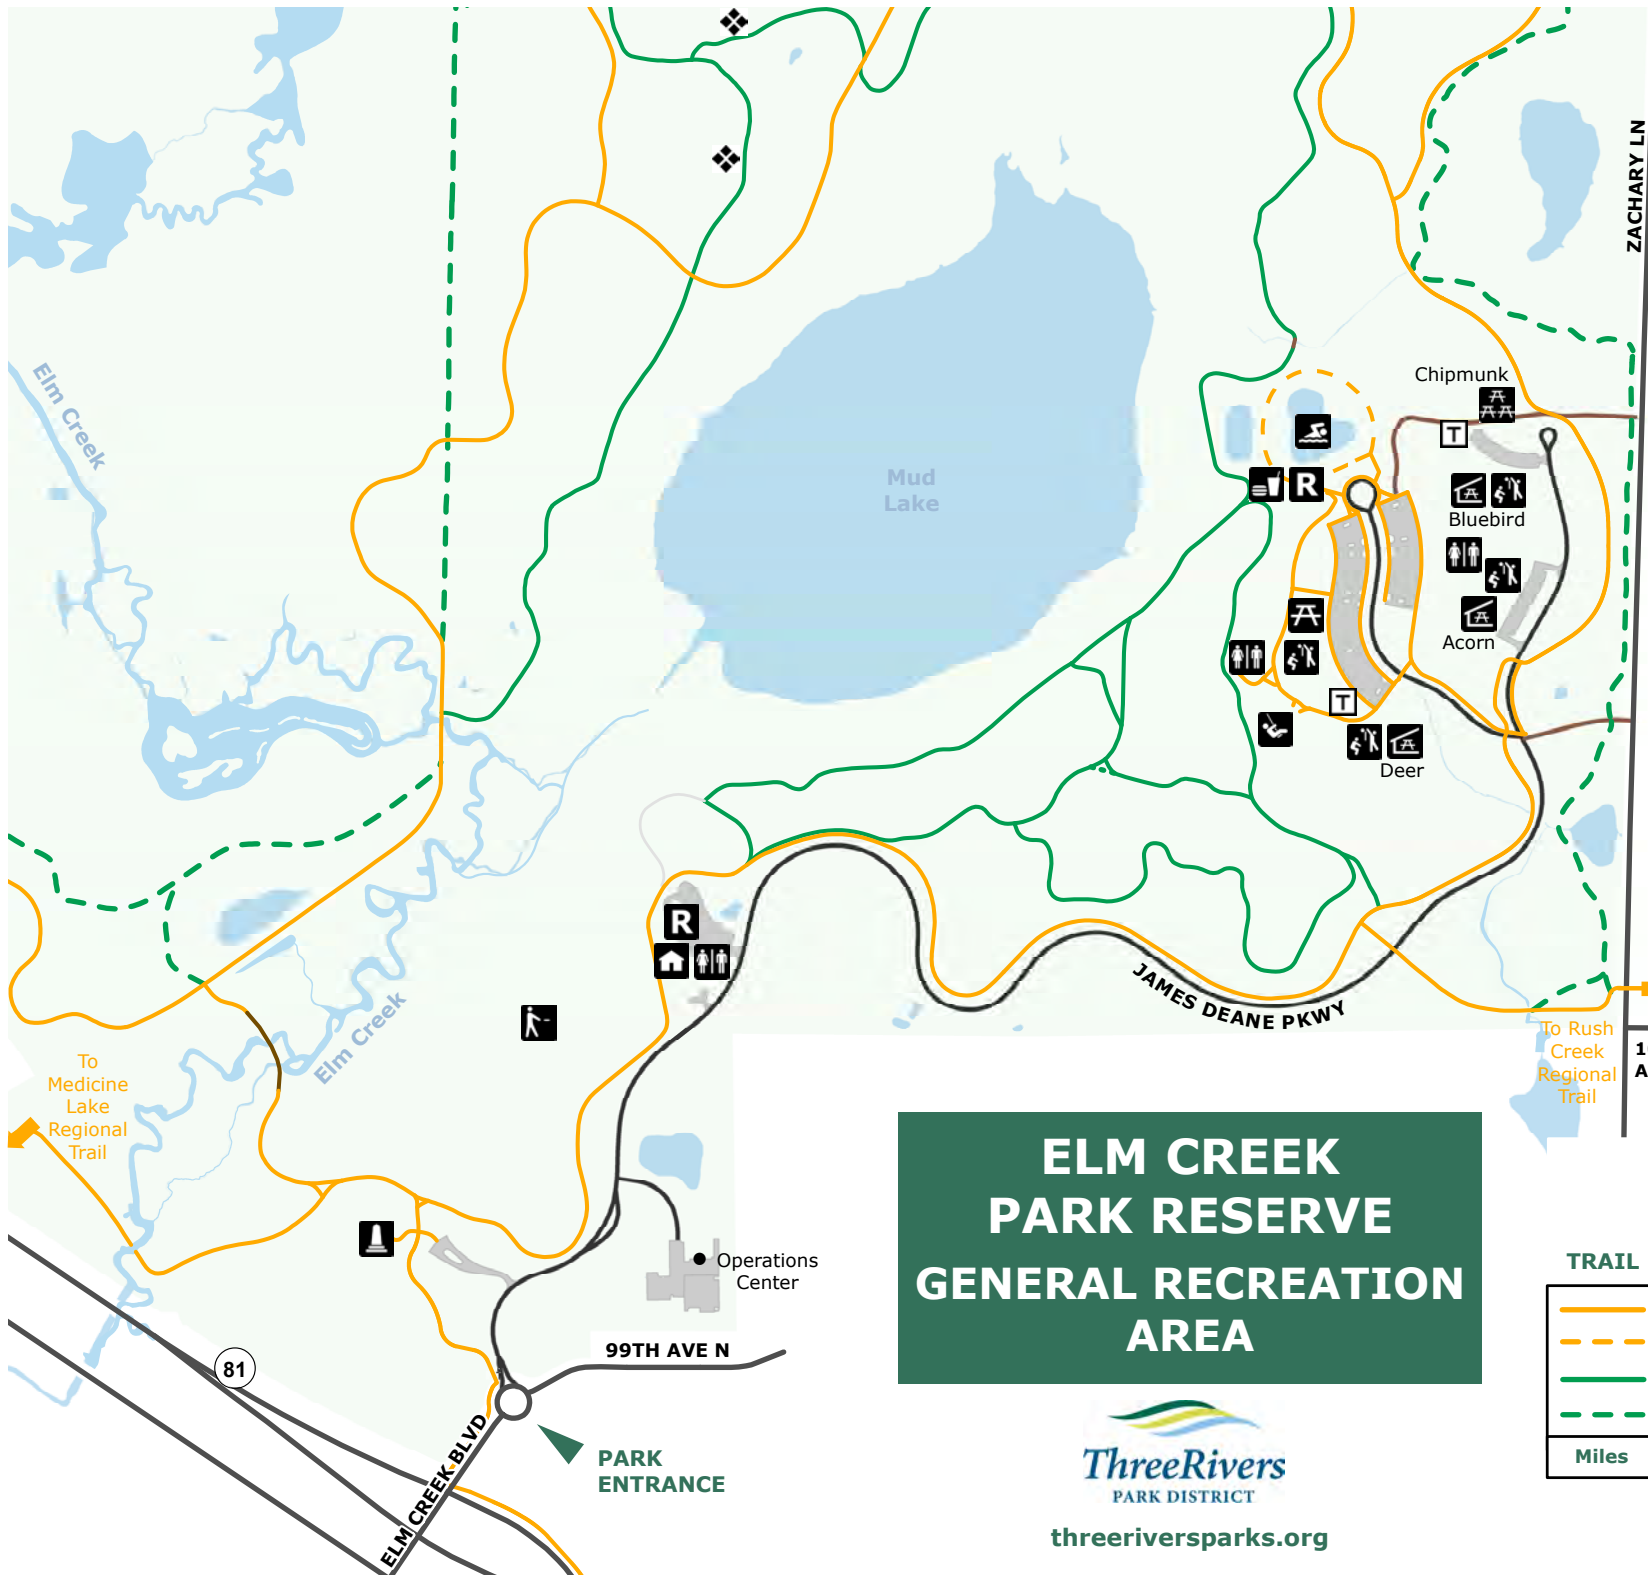 ZACHARY LN
Elm Creek
Chipmunk
T
Mud
Lake
R
Bluebird
Acorn
T
Deer
R
JAMES DEANE PKWY
Elm Creek
To
Medicine
Lake
Regional
Trail
To Rush
Creek
Regional
Trail
ELM CREEK
PARK RESERVE
GENERAL RECREATION
AREA
Operations
Center
TRAIL
99TH AVE N
81
Miles
ELM CREEK BLVD
PARK
ENTRANCE
ThreeRivers
PARK DISTRICT
threeriversparks.org